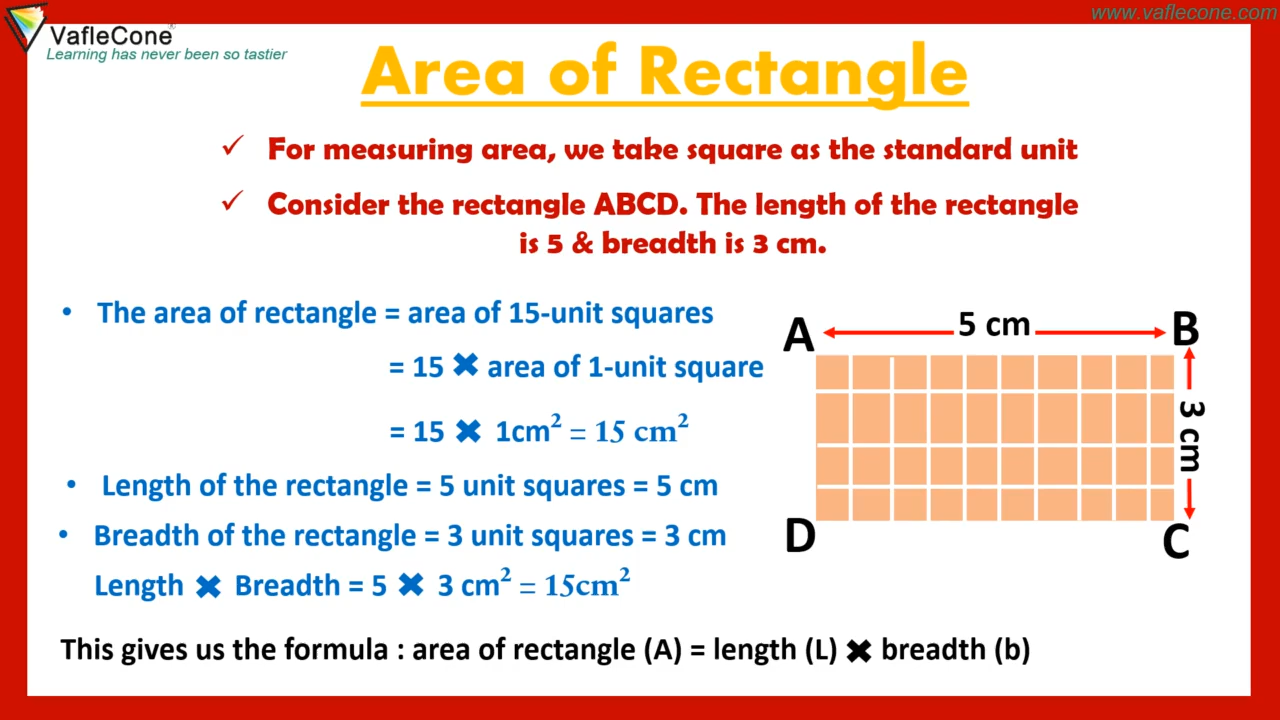 www.vaflecone.com
VafleCone®
Learning has never been so tastier
Area of Rectangle
✓ For measuring area, we take square as the standard unit
✓ Consider the rectangle ABCD. The length of the rectangle
is 5 & breadth is 3 cm.
• The area of rectangle = area of 15-unit squares
= 15 ✖ area of 1-unit square
= 15 ✖ 1cm² = 15 cm²
• Length of the rectangle = 5 unit squares = 5 cm
• Breadth of the rectangle = 3 unit squares = 3 cm
Length ✖ Breadth = 5 ✖ 3 cm² = 15cm²
A 5 cm B
3 cm
D C
This gives us the formula : area of rectangle (A) = length (L) ✖ breadth (b)